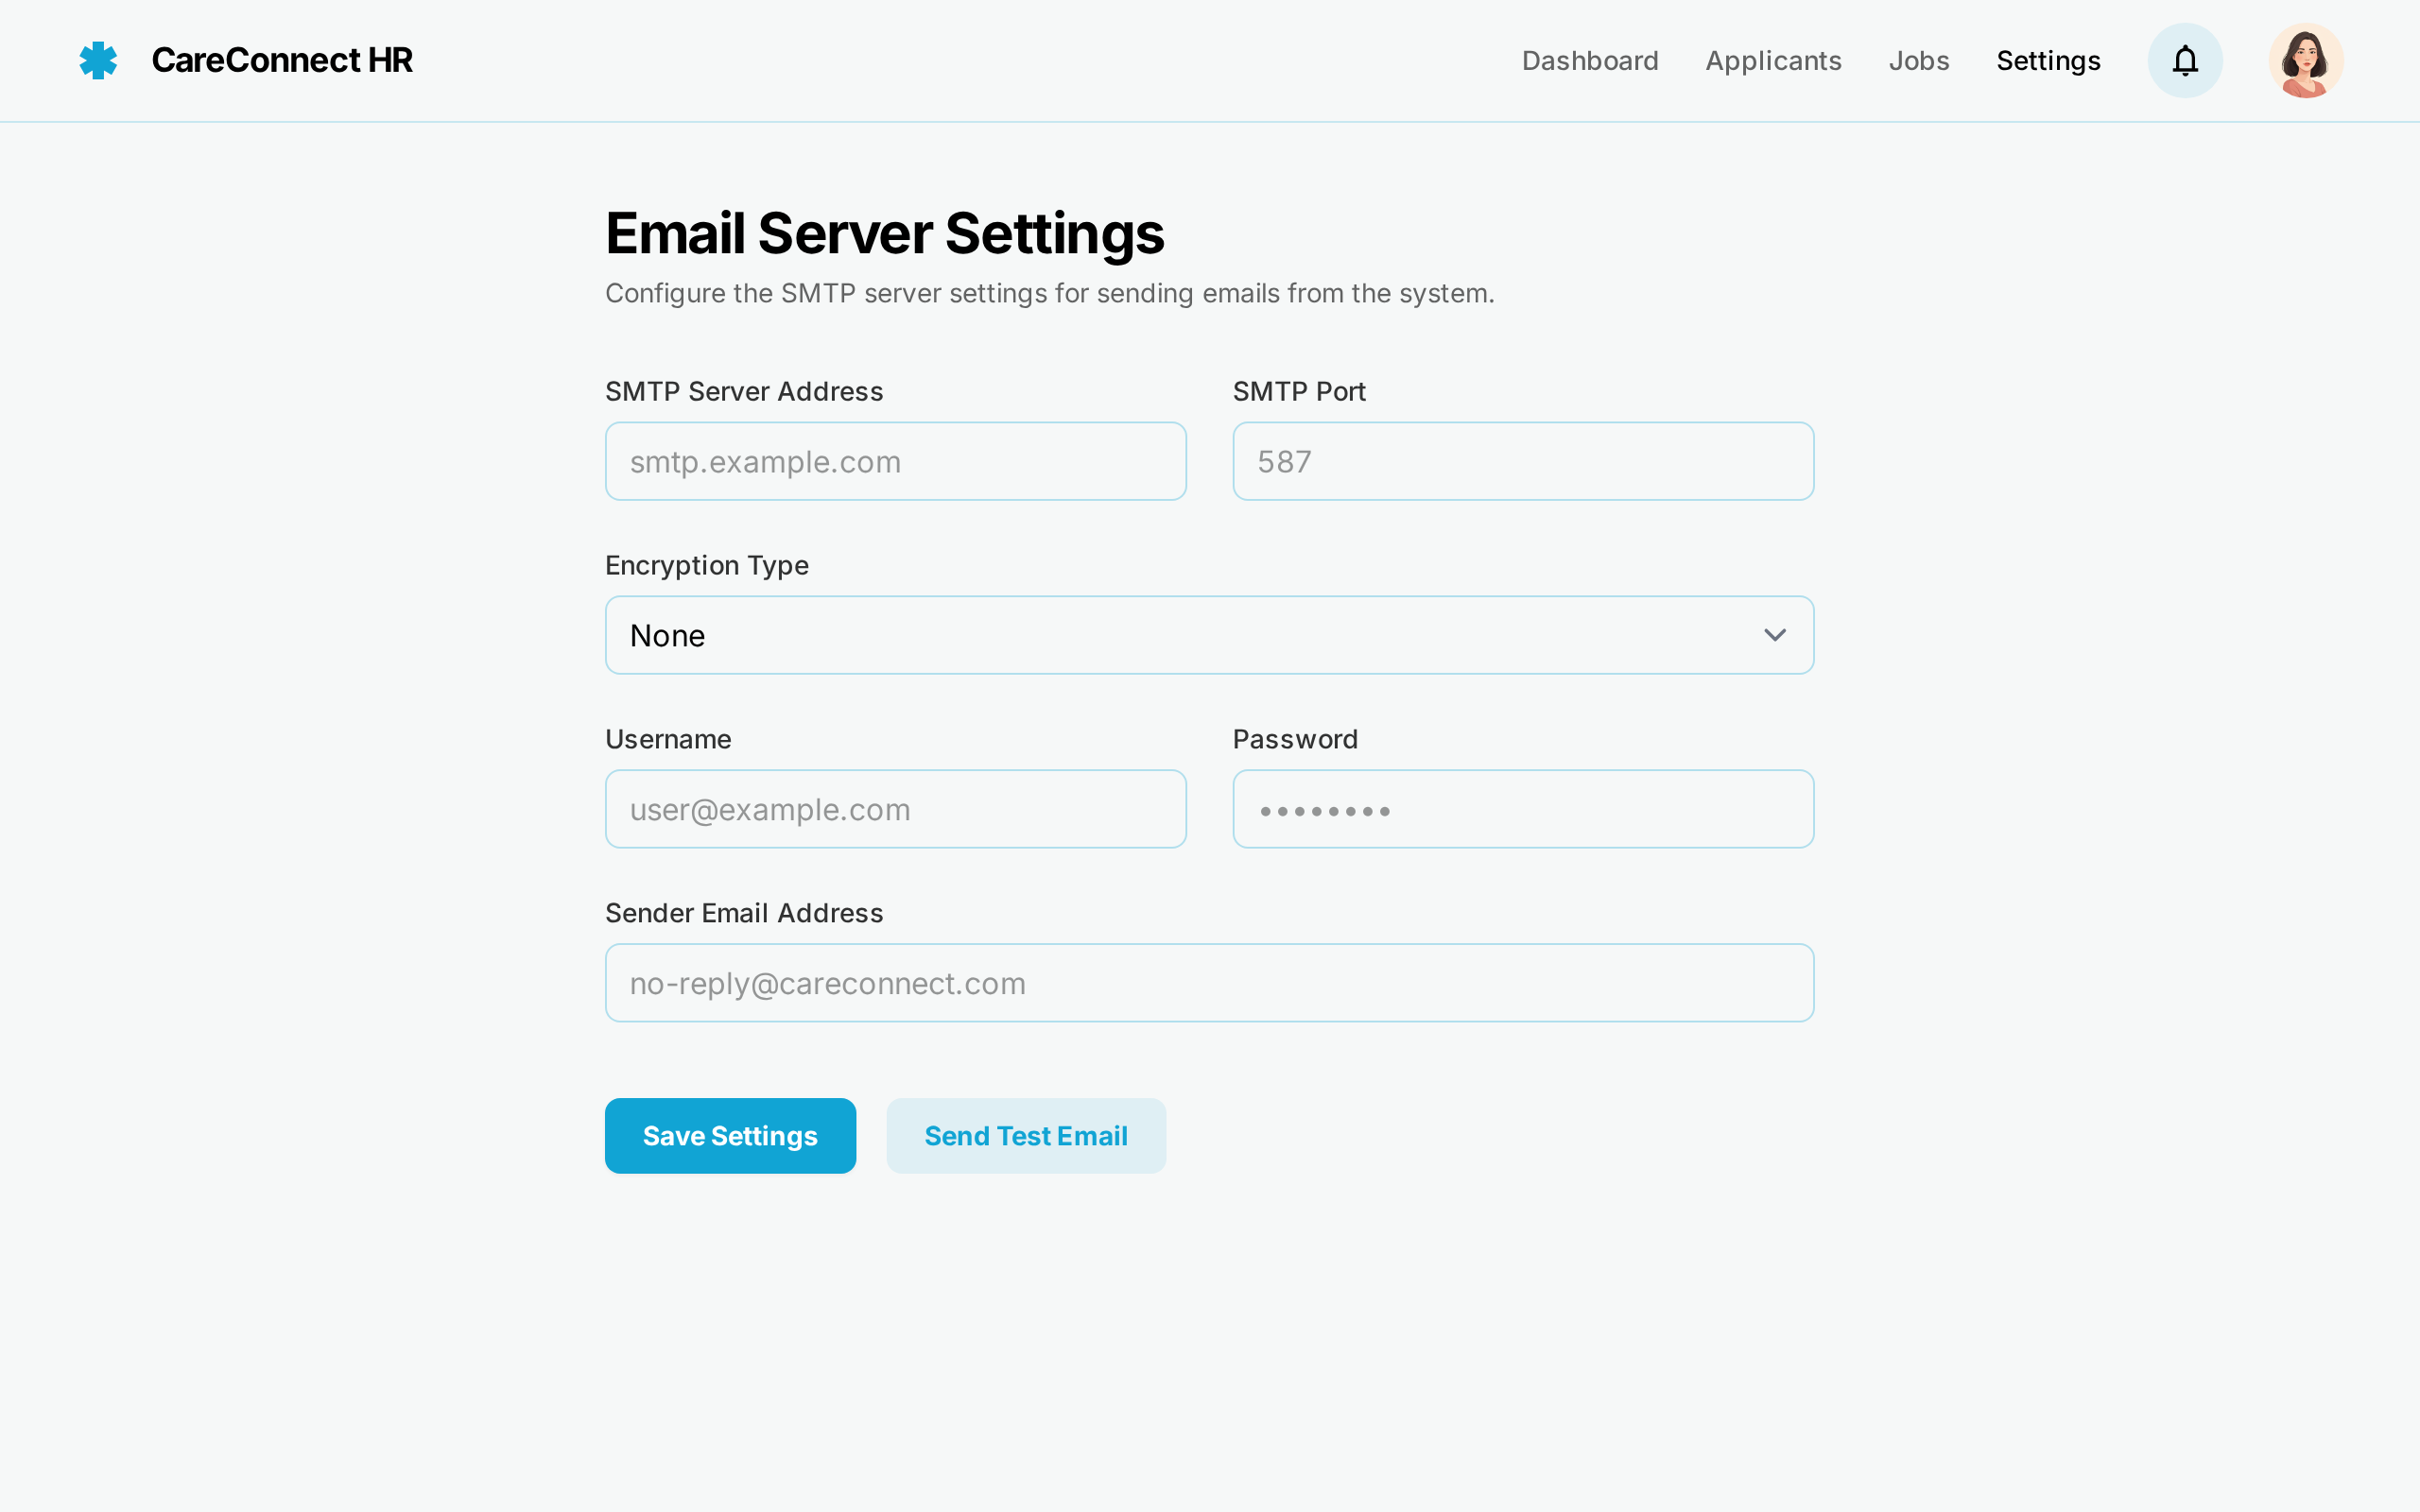 CareConnect HR
Dashboard
Applicants
Jobs
Settings
Email Server Settings
Configure the SMTP server settings for sending emails from the system.
SMTP Server Address
SMTP Port
smtp.example.com
587
Encryption Type
None
Username
Password
user@example.com
••••••••
Sender Email Address
no-reply@careconnect.com
Save Settings
Send Test Email